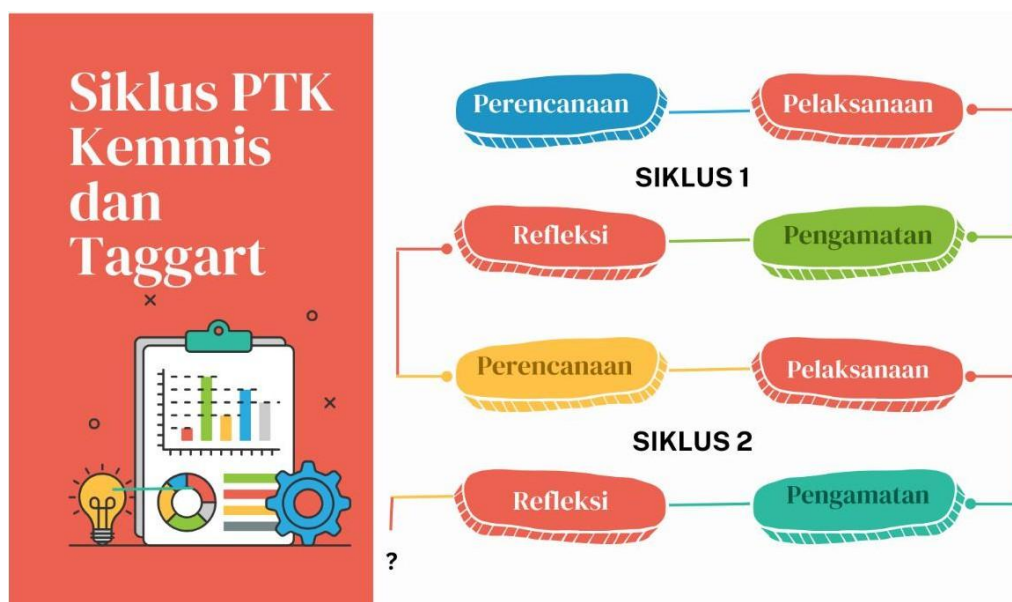 Siklus PTK
Kemmis
dan
Taggart
Perencanaan
Pelaksanaan
SIKLUS 1
Refleksi
Pengamatan
Perencanaan
Pelaksanaan
SIKLUS 2
Refleksi
Pengamatan
?